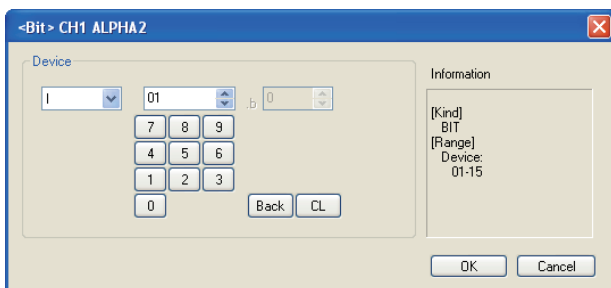 <Bit> CH1 ALPHA2
Device
I 01 .b 0
7 8 9
4 5 6
1 2 3
0 Back CL
Information
[Kind]
BIT
[Range]
Device:
01-15
OK Cancel